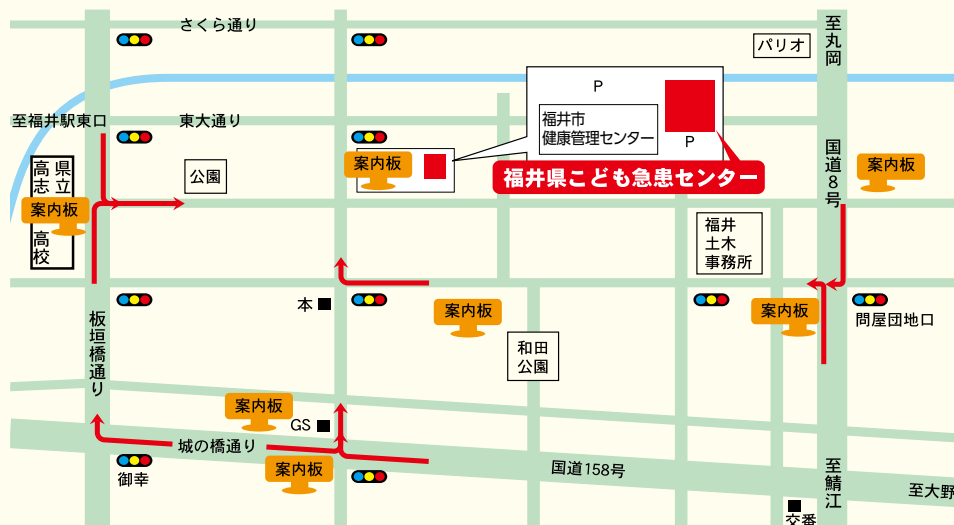 さくら通り
至丸岡
パリオ
P
福井市
健康管理センター
P
福井県こども急患センター
至福井駅東口
東大通り
国道8号
案内板
案内板
公園
県立
高志
高校
案内板
福井
土木
事務所
本
案内板
案内板
問屋団地口
板垣橋通り
和田
公園
案内板
GS
城の橋通り
案内板
国道158号
御幸
至鯖江
至大野
交番